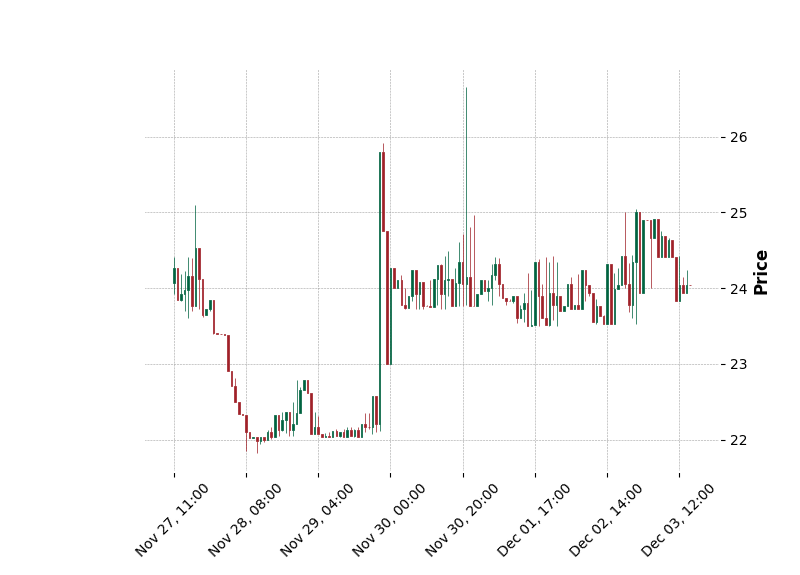 26
25
24
23
22
Price
Nov 27, 11:00
Nov 28, 08:00
Nov 29, 04:00
Nov 30, 00:00
Nov 30, 20:00
Dec 01, 17:00
Dec 02, 14:00
Dec 03, 12:00